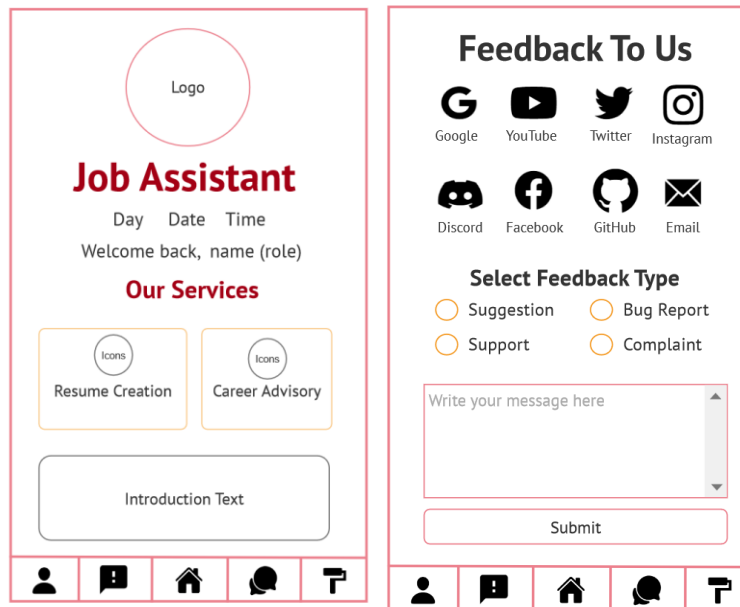 Logo
Job Assistant
Day Date Time
Welcome back, name (role)
Our Services
Icons Icons
Resume Creation Career Advisory
Introduction Text
Feedback To Us
Google YouTube Twitter Instagram
Discord Facebook GitHub Email
Select Feedback Type
Suggestion Bug Report
Support Complaint
Write your message here
Submit